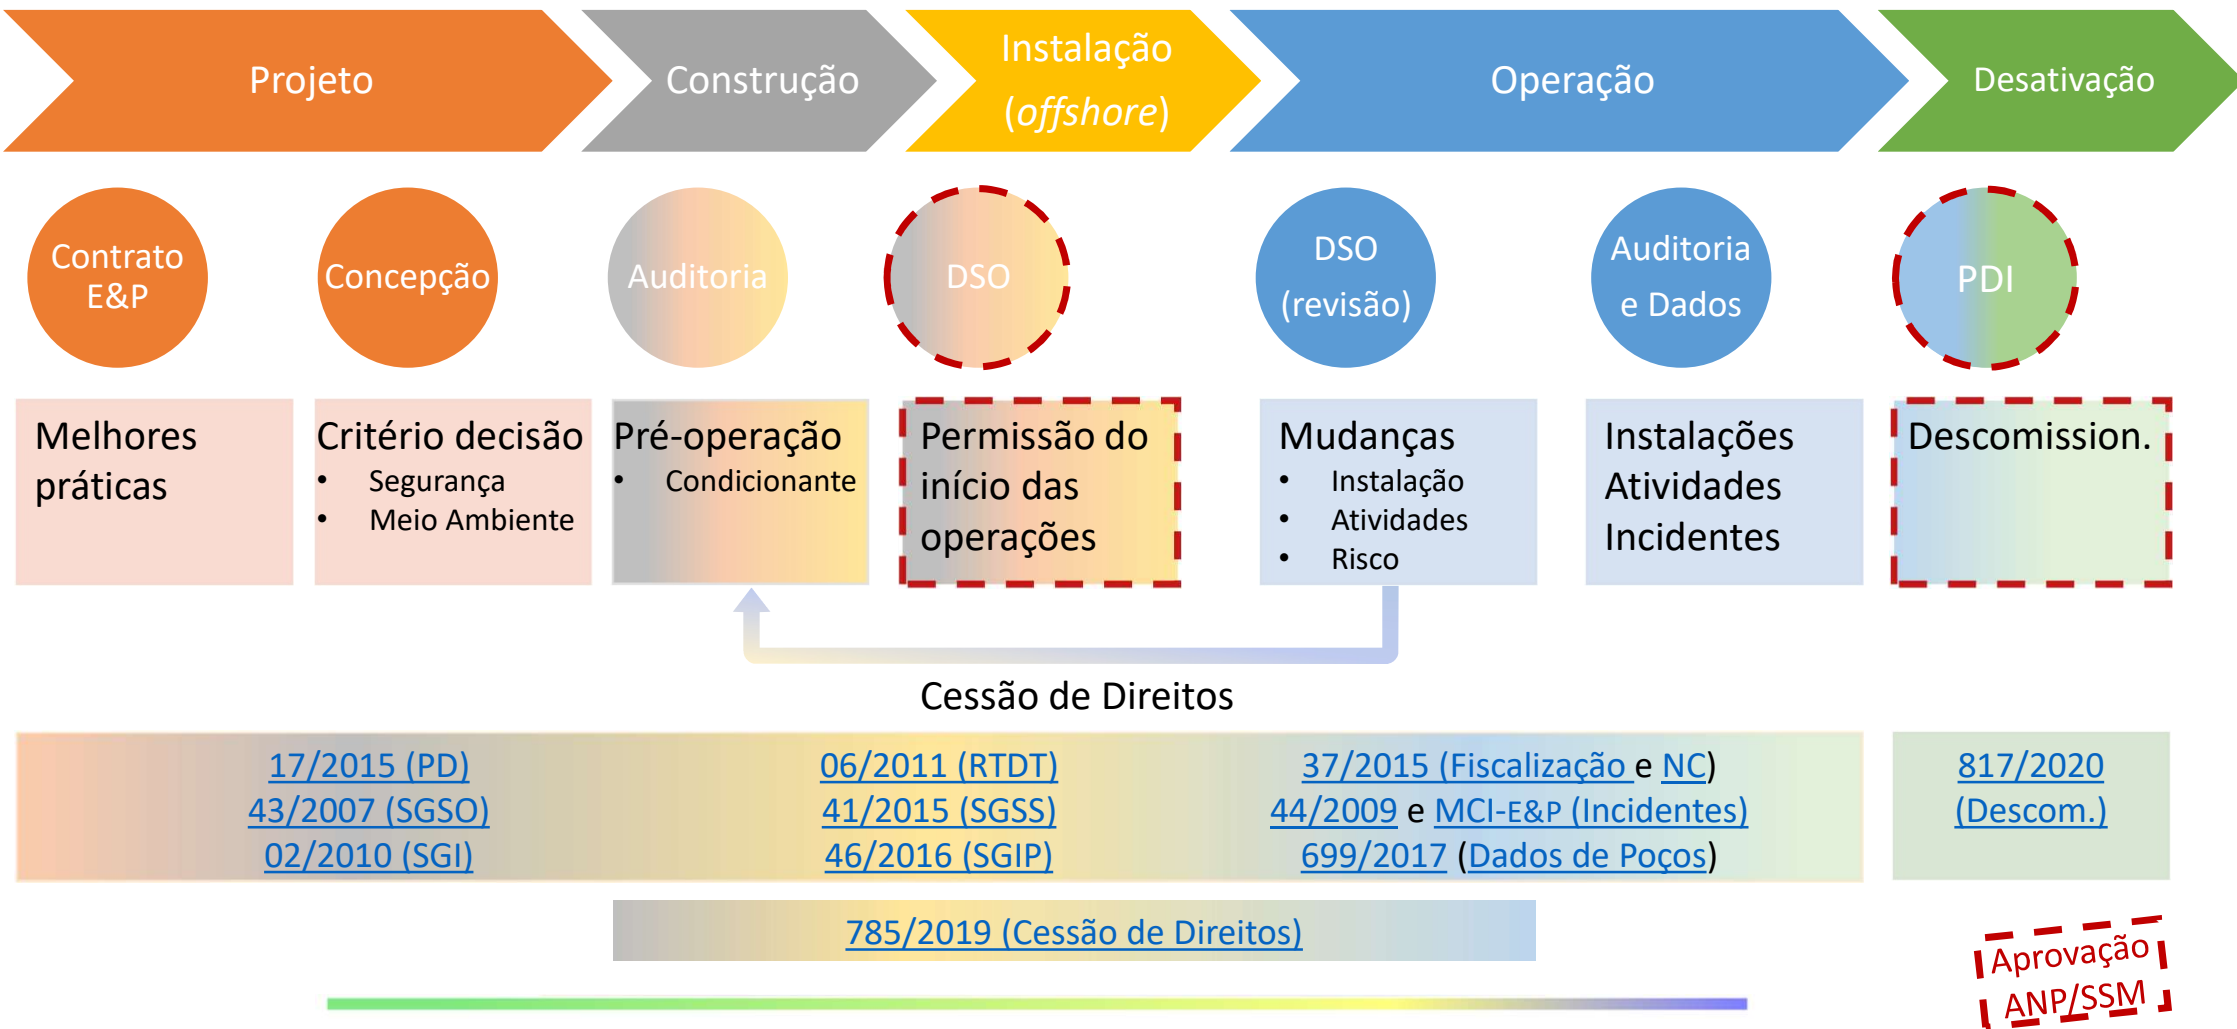 Projeto
Construção
Instalação
(offshore)
Operação
Desativação
Contrato
E&P
Concepção
Auditoria
DSO
DSO
(revisão)
Auditoria
e Dados
PDI
Melhores
práticas
Critério decisão
• Segurança
• Meio Ambiente
Pré-operação
• Condicionante
Permissão do
início das
operações
Mudanças
• Instalação
• Atividades
• Risco
Instalações
Atividades
Incidentes
Descomission.
Cessão de Direitos
17/2015 (PD)
43/2007 (SGSO)
02/2010 (SGI)
06/2011 (RTDT)
41/2015 (SGSS)
46/2016 (SGIP)
37/2015 (Fiscalização e NC)
44/2009 e MCI-E&P (Incidentes)
699/2017 (Dados de Poços)
817/2020
(Descom.)
785/2019 (Cessão de Direitos)
Aprovação
ANP/SSM